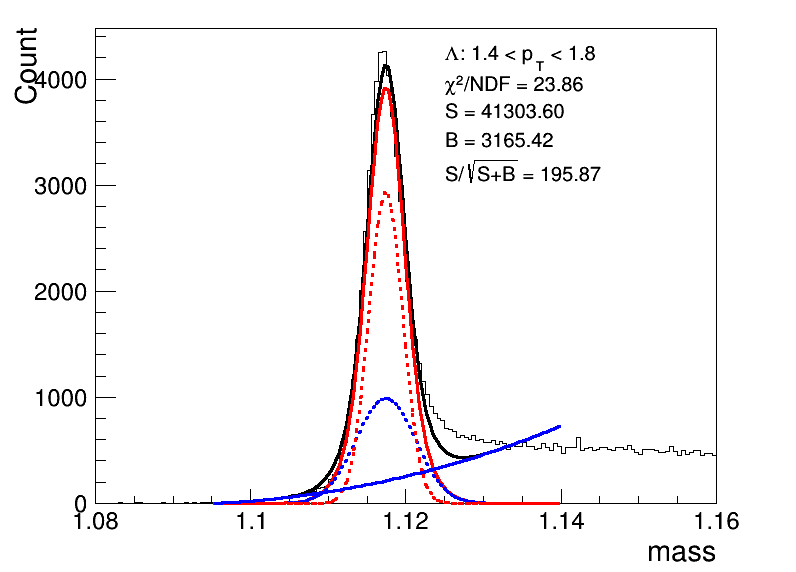 Count
Λ: 1.4 < pT < 1.8
χ²/NDF = 23.86
S = 41303.60
B = 3165.42
S/√S+B = 195.87
4000
3000
2000
1000
0
1.08 1.1 1.12 1.14 1.16
mass